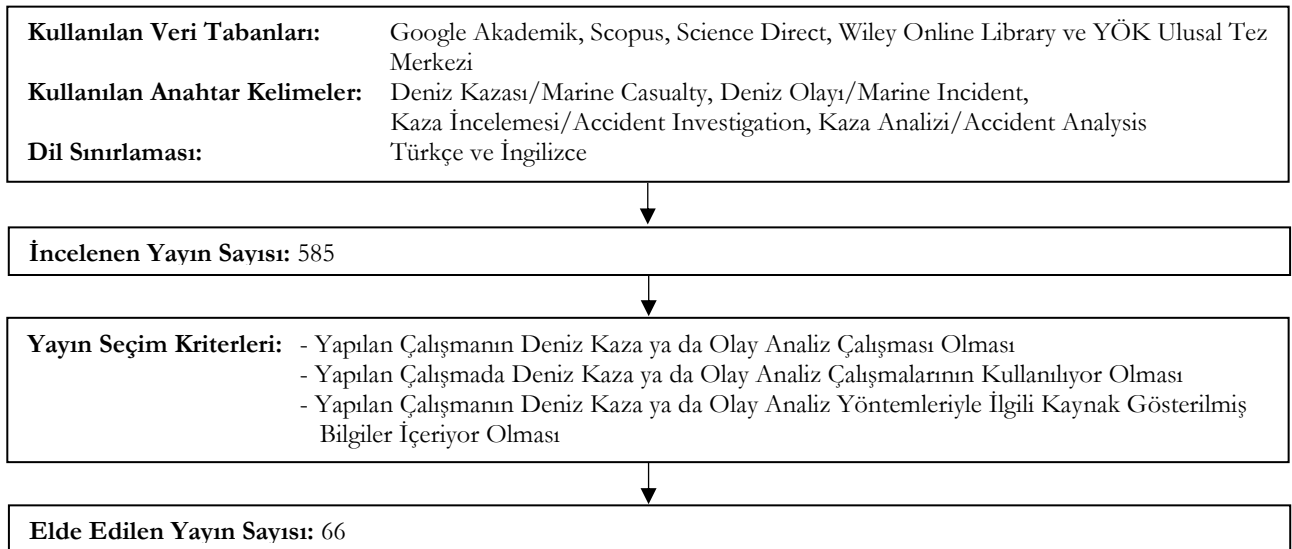 Kullanılan Veri Tabanları: Google Akademik, Scopus, Science Direct, Wiley Online Library ve YÖK Ulusal Tez
Merkezi
Kullanılan Anahtar Kelimeler: Deniz Kazası/Marine Casualty, Deniz Olayı/Marine Incident,
Kaza İncelemesi/Accident Investigation, Kaza Analizi/Accident Analysis
Dil Sınırlaması: Türkçe ve İngilizce
İncelenen Yayın Sayısı: 585
Yayın Seçim Kriterleri: - Yapılan Çalışmanın Deniz Kaza ya da Olay Analiz Çalışması Olması
- Yapılan Çalışmada Deniz Kaza ya da Olay Analiz Çalışmalarının Kullanılıyor Olması
- Yapılan Çalışmanın Deniz Kaza ya da Olay Analiz Yöntemleriyle İlgili Kaynak Gösterilmiş
Bilgiler İçeriyor Olması
Elde Edilen Yayın Sayısı: 66